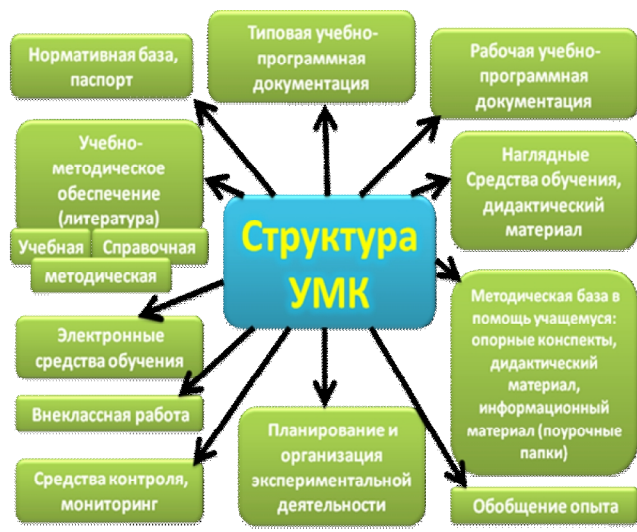 Нормативная база,
паспорт
Типовая учебно-
программная
документация
Рабочая учебно-
программная
документация
Учебно-
методическое
обеспечение
(литература)
Учебная
Справочная
методическая
Наглядные
Средства обучения,
дидактический
материал
Структура
УМК
Электронные
средства обучения
Методическая база в
помощь учащемуся:
опорные конспекты,
дидактический
материал,
информационный
материал (поурочные
папки)
Внеклассная работа
Планирование и
организация
экспериментальной
деятельности
Средства контроля,
мониторинг
Обобщение опыта